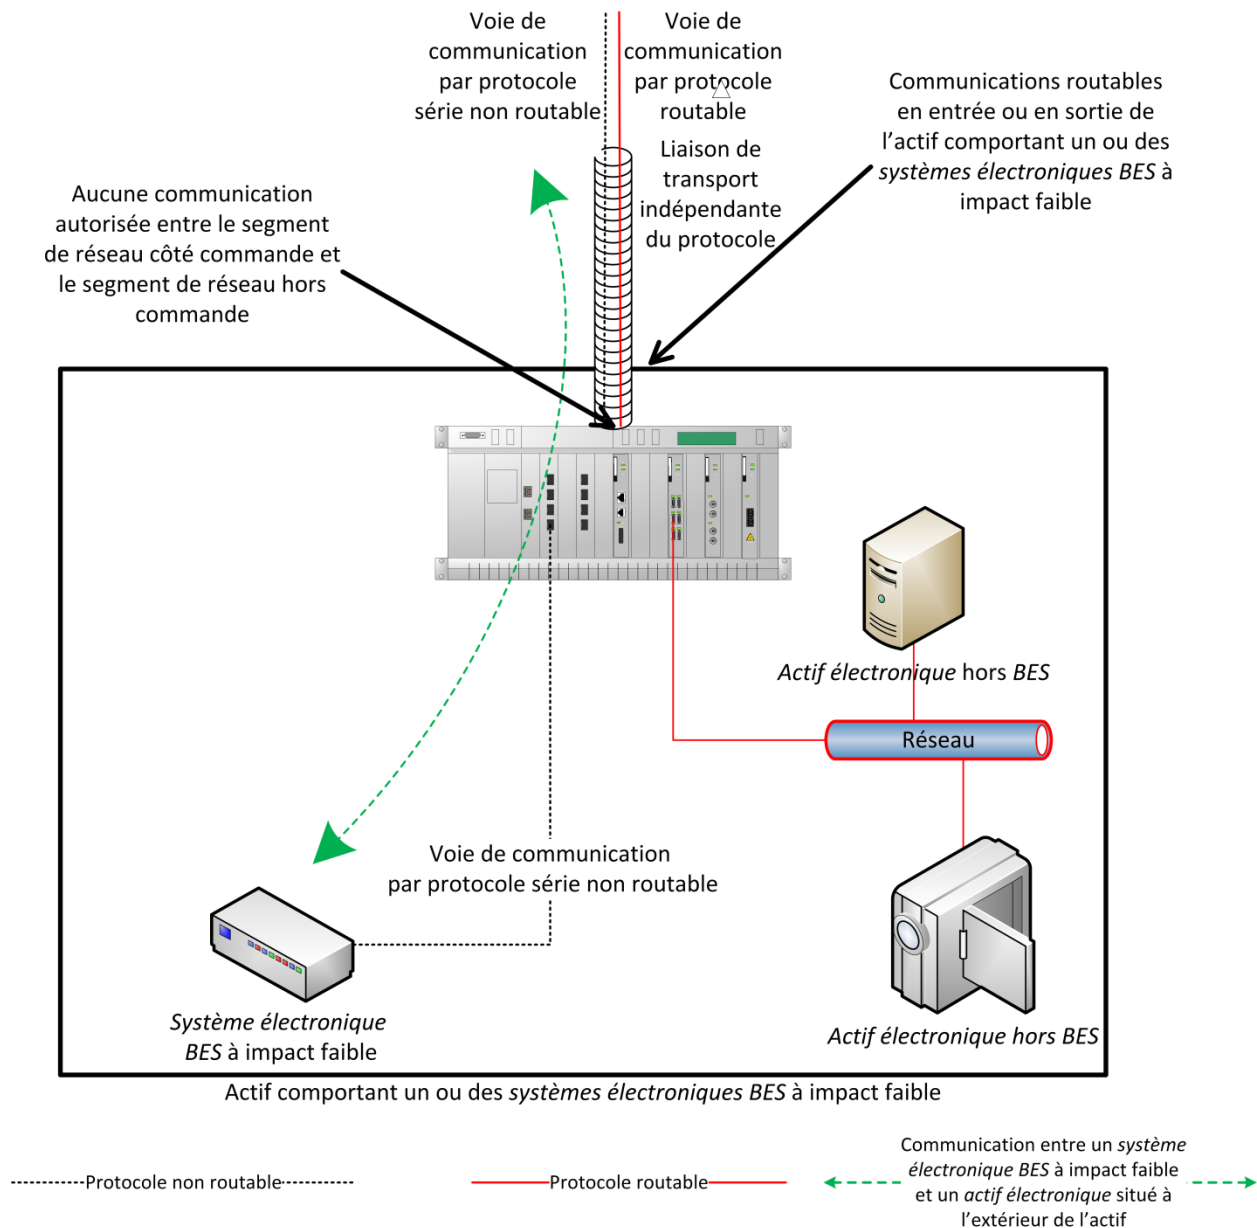 Voie de
communication
par protocole
série non routable
Voie de
communication
par protocole
routable
Liaison de
transport
indépendante
du protocole
Communications routables
en entrée ou en sortie de
l’actif comportant un ou des
systèmes électroniques BES à
impact faible
Aucune communication
autorisée entre le segment
de réseau côté commande et
le segment de réseau hors
commande
Actif électronique hors BES
Réseau
Voie de communication
par protocole série non routable
Système électronique
BES à impact faible
Actif électronique hors BES
Actif comportant un ou des systèmes électroniques BES à impact faible
Protocole non routable
Protocole routable
Communication entre un système
électronique BES à impact faible
et un actif électronique situé à
l’extérieur de l’actif